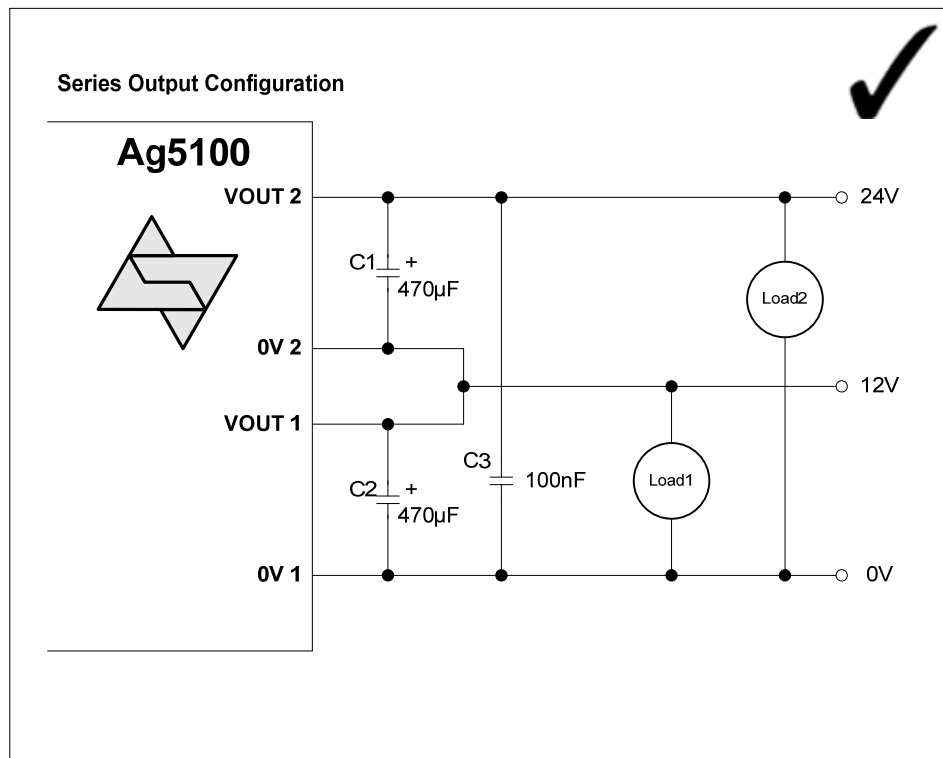 Series Output Configuration
Ag5100
VOUT 2
24V
C1
+
470µF
Load2
0V 2
12V
VOUT 1
C3
100nF
Load1
C2
+
470µF
0V 1
0V